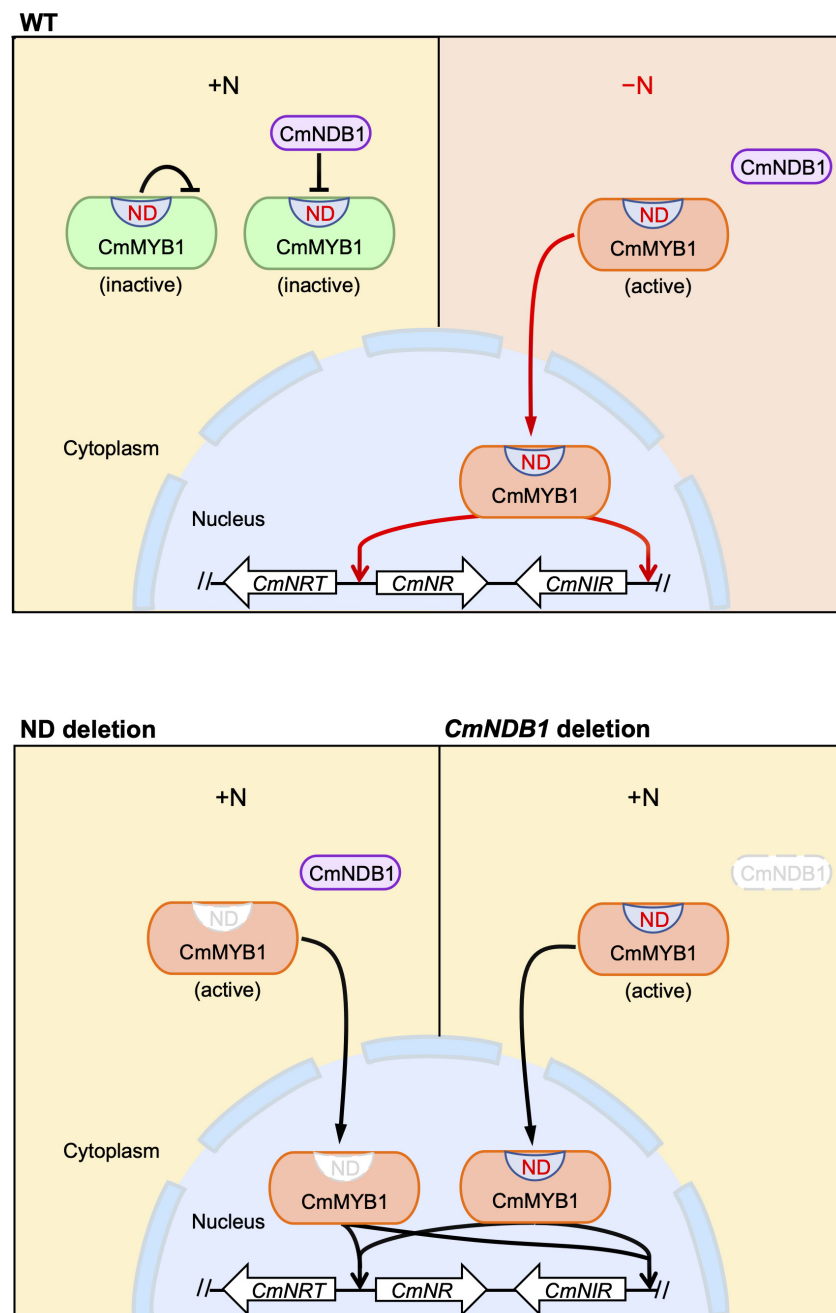 WT
+N
−N
CmNDB1
CmNDB1
ND
ND
ND
CmMYB1
CmMYB1
CmMYB1
(inactive)
(inactive)
(active)
Cytoplasm
ND
CmMYB1
Nucleus
// CmNRT CmNR CmNIR //
ND deletion
CmNDB1 deletion
+N
+N
CmNDB1
CmNDB1
ND
ND
CmMYB1
CmMYB1
(active)
(active)
Cytoplasm
ND
ND
CmMYB1
CmMYB1
Nucleus
// CmNRT CmNR CmNIR //